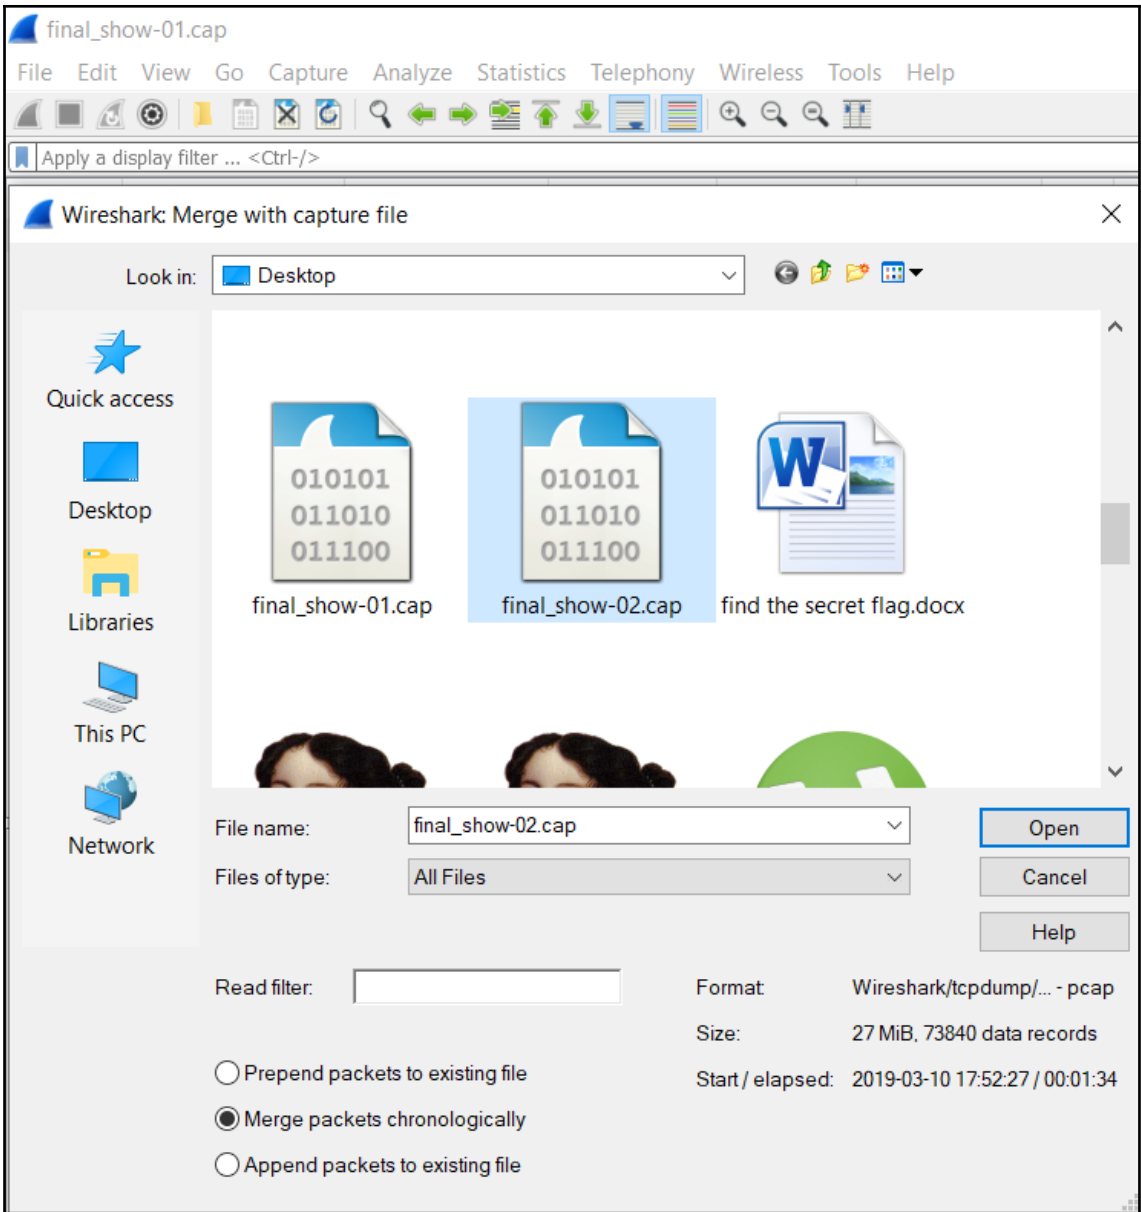 final_show-01.cap
File Edit View Go Capture Analyze Statistics Telephony Wireless Tools Help
Apply a display filter ... <Ctrl-/>
Wireshark: Merge with capture file
Look in: Desktop
Quick access
Desktop
Libraries
This PC
Network
010101 010101 W
011010 011010
011100 011100
final_show-01.cap final_show-02.cap find the secret flag.docx
File name: final_show-02.cap Open
Files of type: All Files Cancel
Help
Read filter: Format: Wireshark/tcpdump/... - pcap
Size: 27 MiB, 73840 data records
Prepend packets to existing file Start / elapsed: 2019-03-10 17:52:27 / 00:01:34
Merge packets chronologically
Append packets to existing file